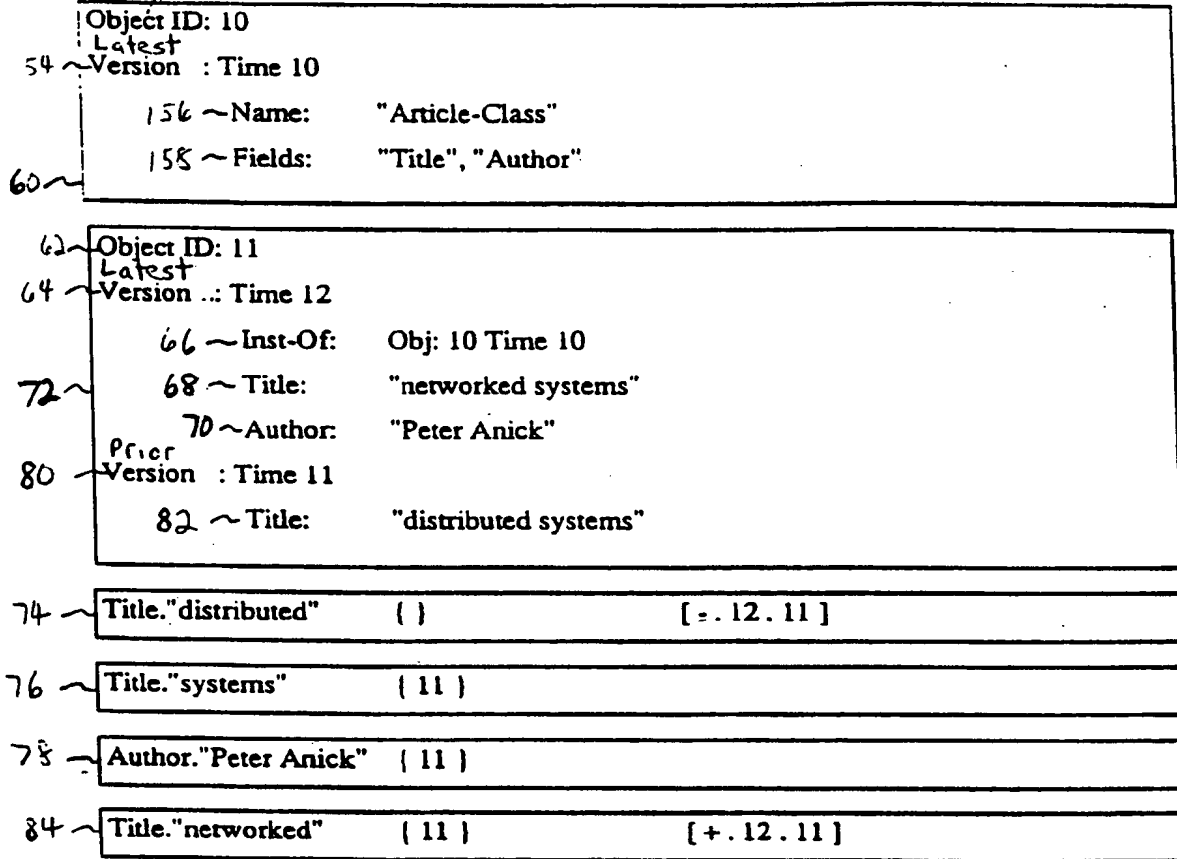 Object ID: 10
Latest
54 ~ Version : Time 10
156 ~ Name: "Article-Class"
158 ~ Fields: "Title", "Author"
60 ~
62 ~ Object ID: 11
Latest
64 ~ Version ..: Time 12
66 ~ Inst-Of: Obj: 10 Time 10
72 ~ 68 ~ Title: "networked systems"
70 ~ Author: "Peter Anick"
Prior
80 ~ Version : Time 11
82 ~ Title: "distributed systems"
74 ~ Title."distributed" { } [ -. 12 . 11 ]
76 ~ Title."systems" { 11 }
78 ~ Author."Peter Anick" { 11 }
84 ~ Title."networked" { 11 } [ + . 12 . 11 ]